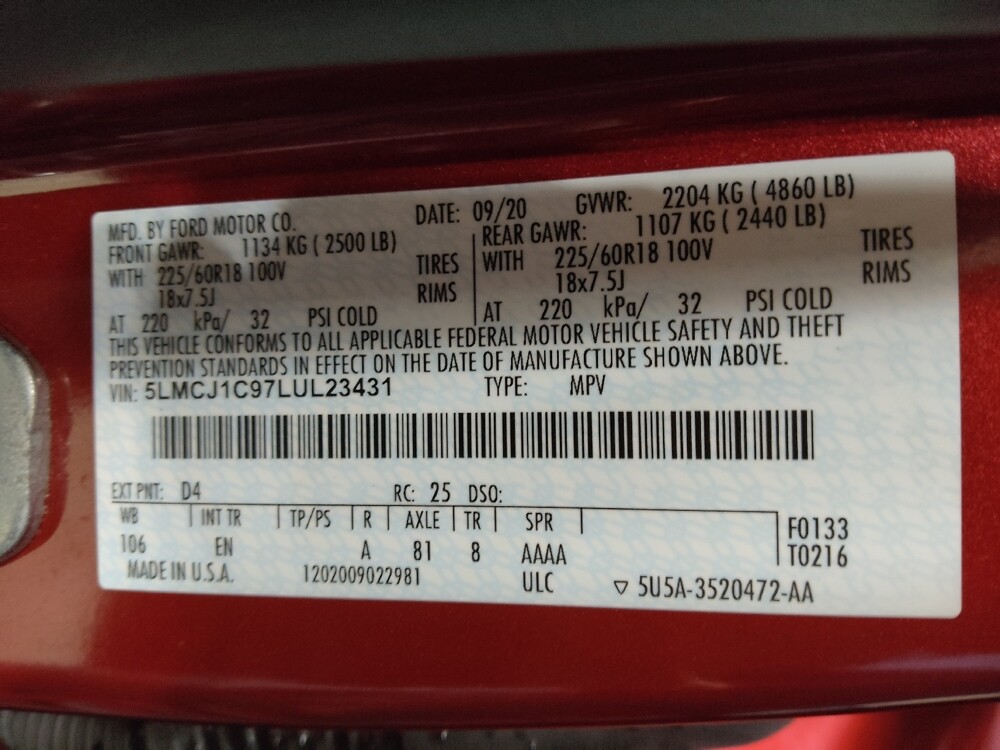 MFD. BY FORD MOTOR CO. DATE: 09/20 GVWR: 2204 KG ( 4860 LB)
FRONT GAWR: 1134 KG ( 2500 LB) REAR GAWR: 1107 KG ( 2440 LB)
WITH 225/60R18 100V TIRES WITH 225/60R18 100V TIRES
18x7.5J RIMS 18x7.5J RIMS
AT 220 kPa/ 32 PSI COLD AT 220 kPa/ 32 PSI COLD
THIS VEHICLE CONFORMS TO ALL APPLICABLE FEDERAL MOTOR VEHICLE SAFETY AND THEFT
PREVENTION STANDARDS IN EFFECT ON THE DATE OF MANUFACTURE SHOWN ABOVE.
VIN: 5LMCJ1C97LUL23431 TYPE: MPV
EXT PNT: D4 RC: 25 DSO:
WB INT TR TP/PS R AXLE TR SPR F0133
106 EN A 81 8 AAAA T0216
MADE IN U.S.A. 1202009022981 ULC ▽ 5U5A-3520472-AA